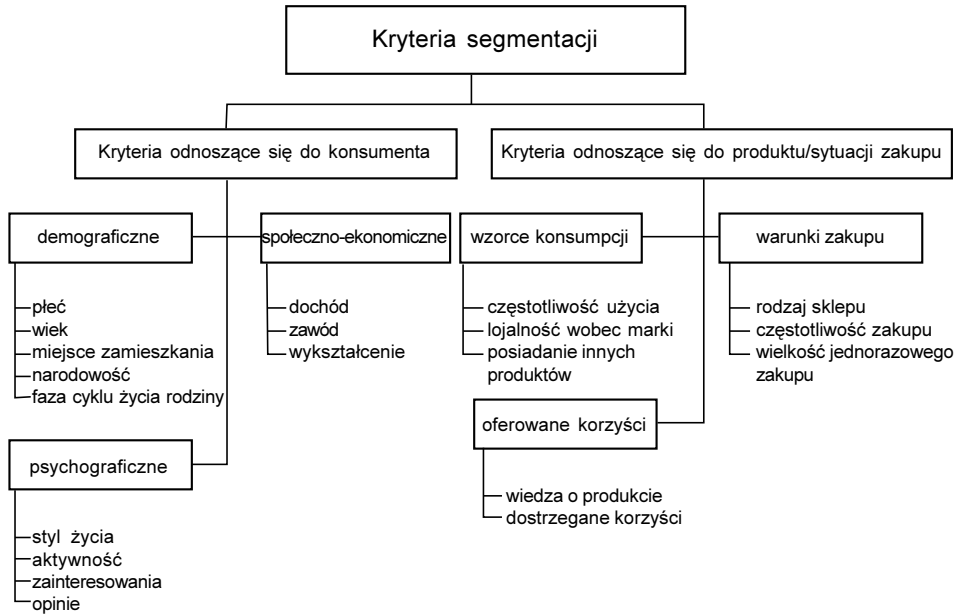 Kryteria segmentacji
Kryteria odnoszące się do konsumenta
Kryteria odnoszące się do produktu/sytuacji zakupu
demograficzne
płeć
wiek
miejsce zamieszkania
narodowość
faza cyklu życia rodziny
społeczno-ekonomiczne
dochód
zawód
wykształcenie
psychograficzne
styl życia
aktywność
zainteresowania
opinie
wzorce konsumpcji
częstotliwość użycia
lojalność wobec marki
posiadanie innych
produktów
warunki zakupu
rodzaj sklepu
częstotliwość zakupu
wielkość jednorazowego
zakupu
oferowane korzyści
wiedza o produkcie
dostrzegane korzyści